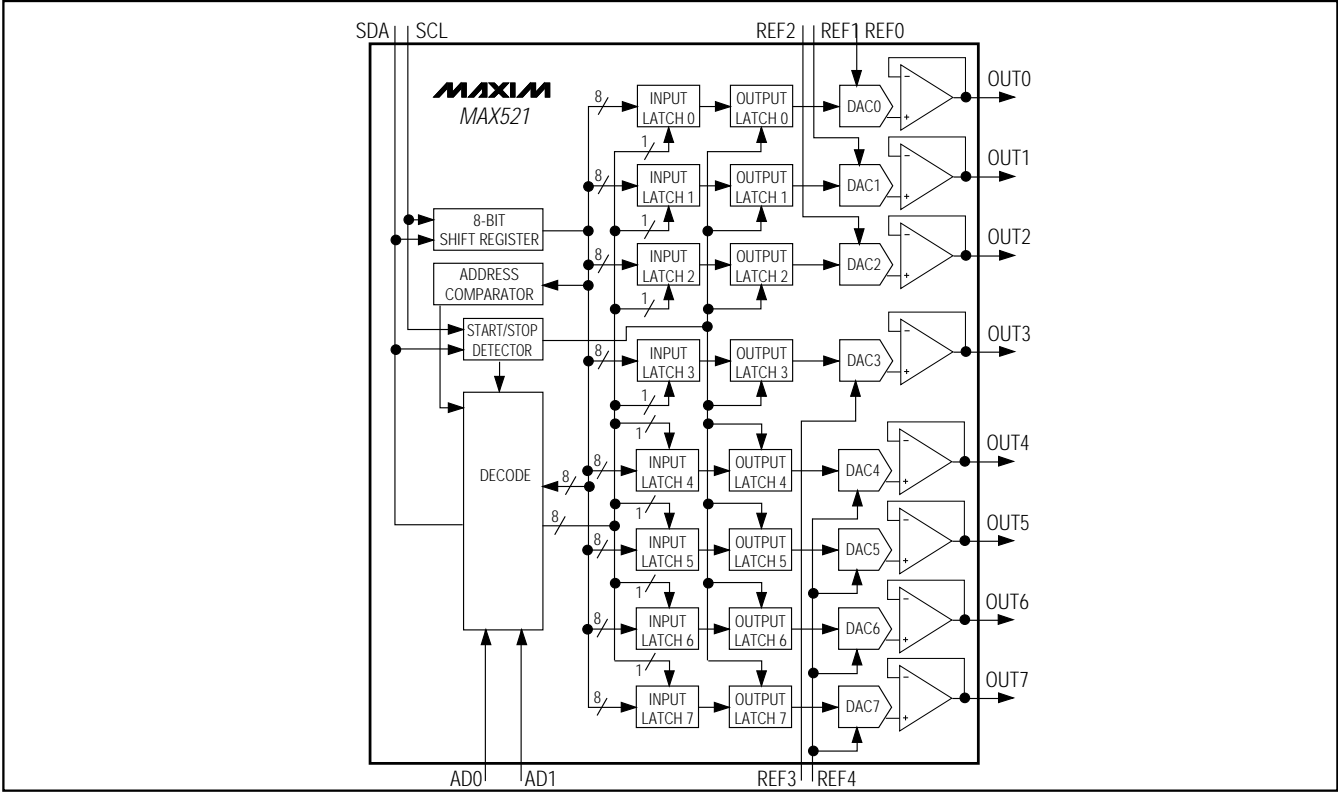 SDA SCL REF2 REF1 REF0
MAXIM
MAX521
8 INPUT LATCH 0 OUTPUT LATCH 0 DAC0 - + OUT0
1
8 INPUT LATCH 1 OUTPUT LATCH 1 DAC1 - + OUT1
1
8-BIT
SHIFT REGISTER
8 INPUT LATCH 2 OUTPUT LATCH 2 DAC2 - + OUT2
1
ADDRESS
COMPARATOR
START/STOP
DETECTOR
8 INPUT LATCH 3 OUTPUT LATCH 3 DAC3 - + OUT3
1
1
DECODE
8
8
8 INPUT LATCH 4 OUTPUT LATCH 4 DAC4 - + OUT4
1
8 INPUT LATCH 5 OUTPUT LATCH 5 DAC5 - + OUT5
1
8 INPUT LATCH 6 OUTPUT LATCH 6 DAC6 - + OUT6
1
8 INPUT LATCH 7 OUTPUT LATCH 7 DAC7 - + OUT7
AD0 AD1 REF3 REF4